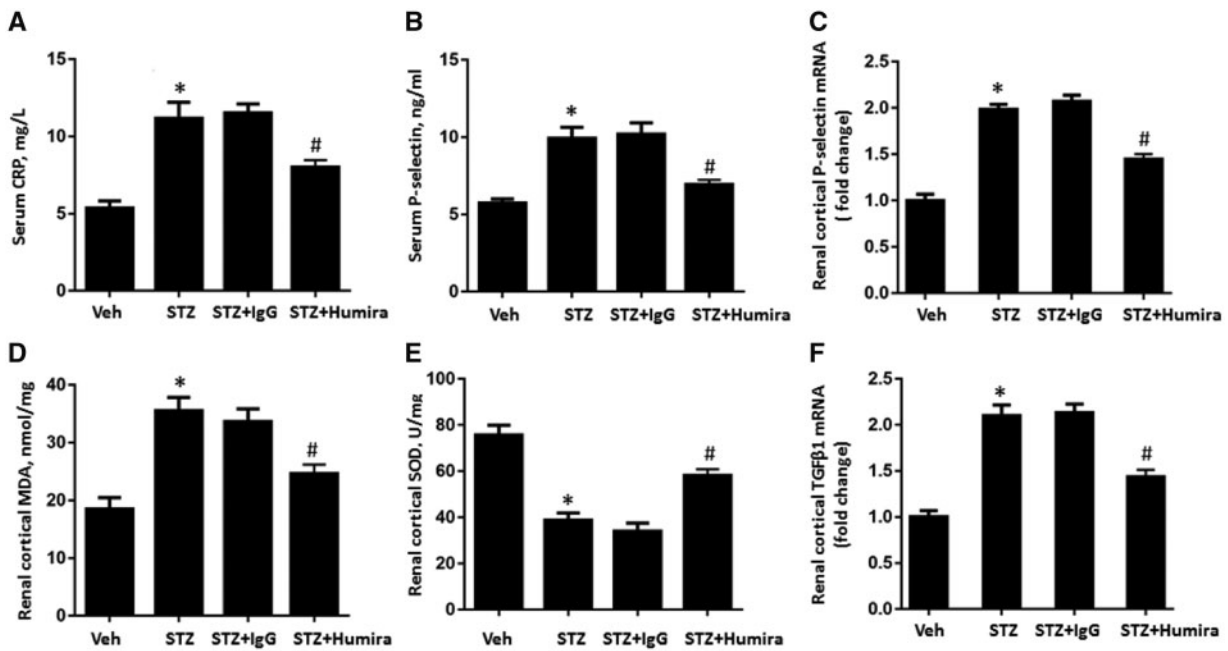 A
Serum CRP, mg/L
15
10
5
0
*
#
Veh STZ STZ+IgG STZ+Humira
B
Serum P-selectin, ng/ml
15
10
5
0
*
#
Veh STZ STZ+IgG STZ+Humira
C
Renal cortical P-selectin mRNA
( fold change)
2.5
2.0
1.5
1.0
0.5
0.0
*
#
Veh STZ STZ+IgG STZ+Humira
D
Renal cortical MDA, nmol/mg
40
30
20
10
0
*
#
Veh STZ STZ+IgG STZ+Humira
E
Renal cortical SOD, U/mg
100
80
60
40
20
0
*
#
Veh STZ STZ+IgG STZ+Humira
F
Renal cortical TGFβ1 mRNA
(fold change)
2.5
2.0
1.5
1.0
0.5
0.0
*
#
Veh STZ STZ+IgG STZ+Humira